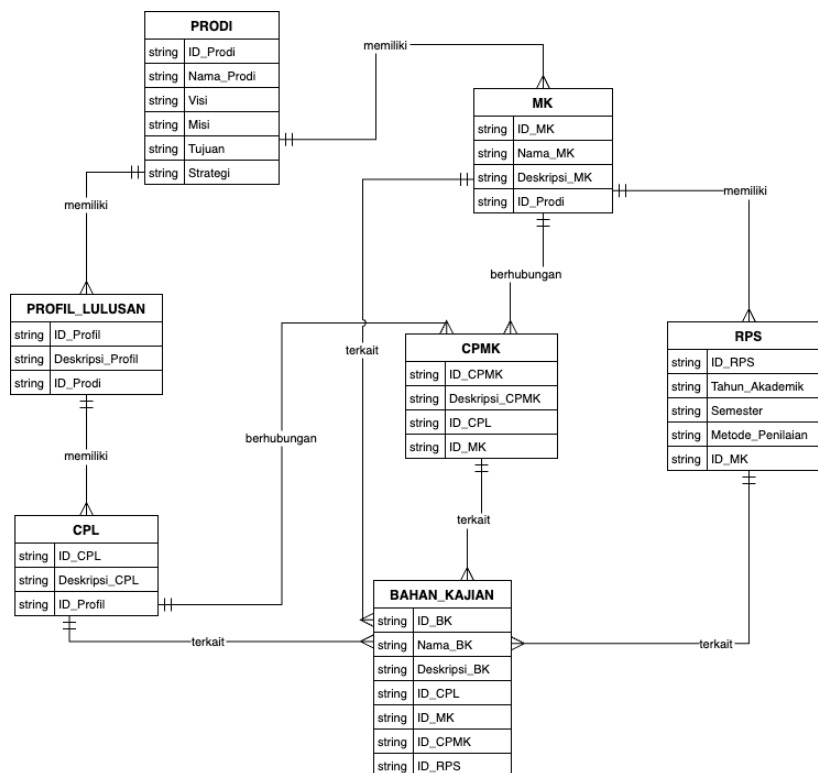 PRODI
string ID_Prodi
string Nama_Prodi
string Visi
string Misi
string Tujuan
string Strategi
memiliki
MK
string ID_MK
string Nama_MK
string Deskripsi_MK
string ID_Prodi
memiliki
memiliki
berhubungan
PROFIL_LULUSAN
string ID_Profil
string Deskripsi_Profil
string ID_Prodi
terkait
CPMK
string ID_CPMK
string Deskripsi_CPMK
string ID_CPL
string ID_MK
RPS
string ID_RPS
string Tahun_Akademik
string Semester
string Metode_Penilaian
string ID_MK
berhubungan
memiliki
CPL
string ID_CPL
string Deskripsi_CPL
string ID_Profil
terkait
BAHAN_KAJIAN
string ID_BK
string Nama_BK
string Deskripsi_BK
string ID_CPL
string ID_MK
string ID_CPMK
string ID_RPS
terkait
terkait